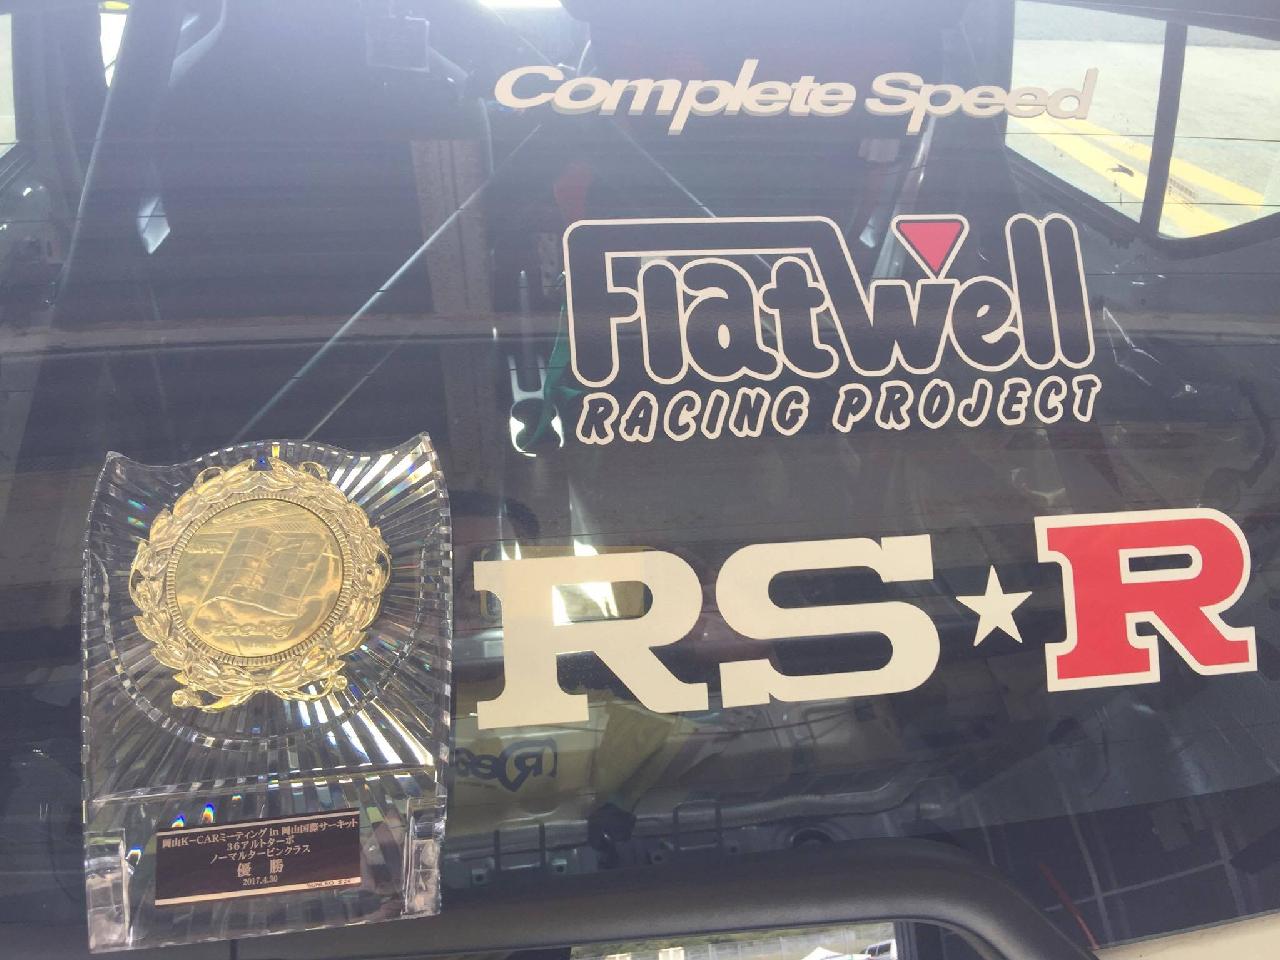 Complete Speed
FlatWell
RACING PROJECT
RS★R
岡山K-CARミーティング in 岡山国際サーキット
36アルトターボ
ノーマルタービンクラス
優 勝
2017.4.30